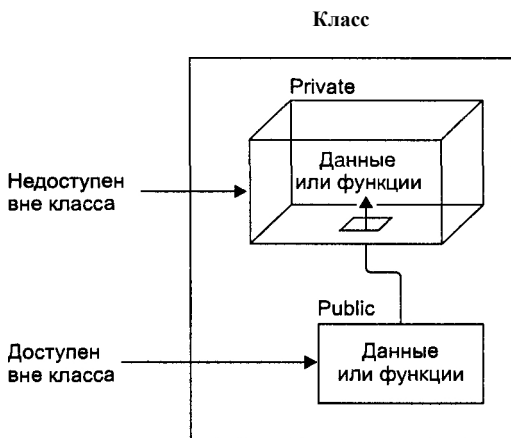 Класс
Private
Данные
или функции
Недоступен
вне класса
Public
Данные
или функции
Доступен
вне класса